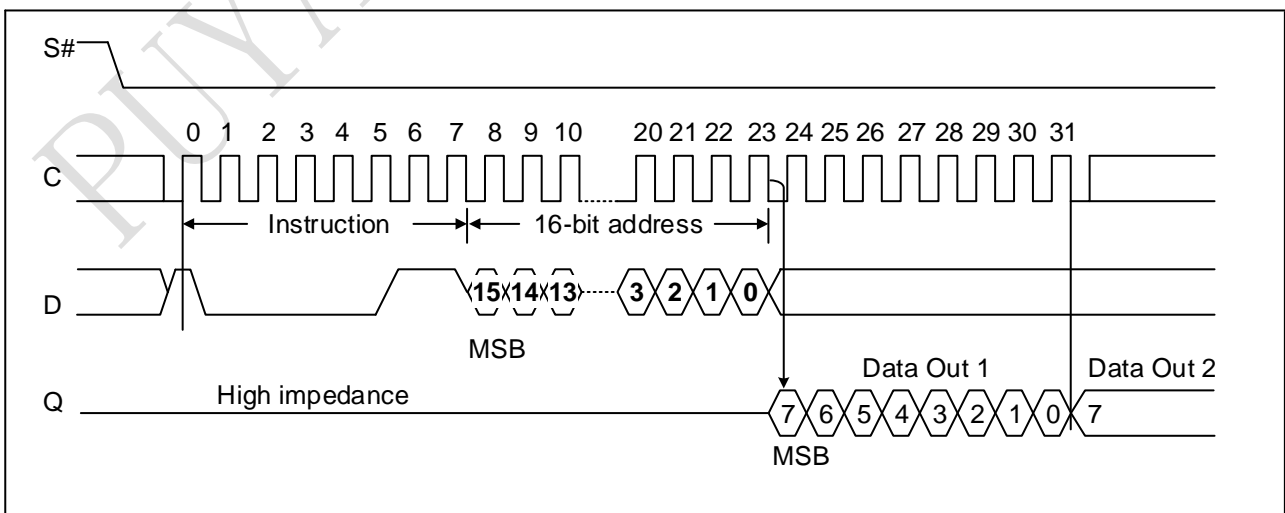 PUYA
S#
0 1 2 3 4 5 6 7 8 9 10 20 21 22 23 24 25 26 27 28 29 30 31
C
Instruction 16-bit address
D
15 14 13 3 2 1 0
MSB
Data Out 1 Data Out 2
High impedance
Q
7 6 5 4 3 2 1 0 7
MSB